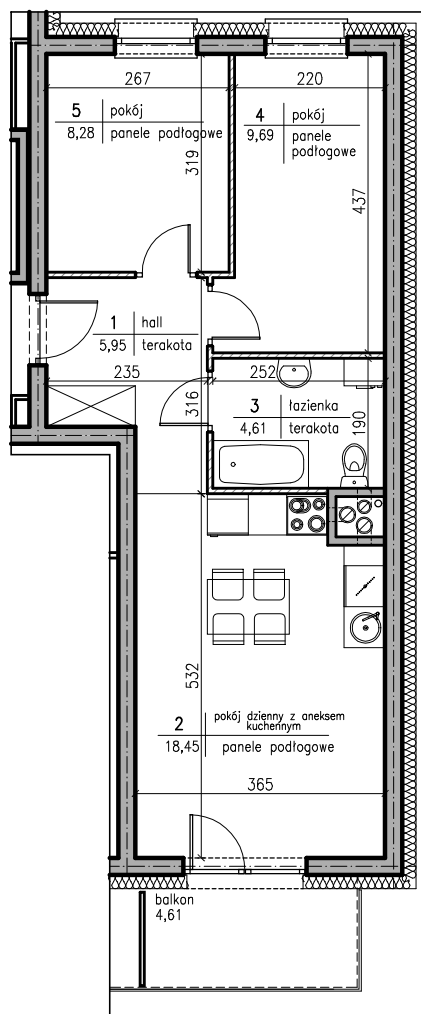 267
220
5 pokój
8,28 panele podłogowe
4 pokój
9,69 panele
podłogowe
319
437
1 hall
5,95 terakota
235
252
316
3 łazienka
4,61 terakota
190
532
2 pokój dzienny z aneksem
kuchennym
18,45 panele podłogowe
365
balkon
4,61